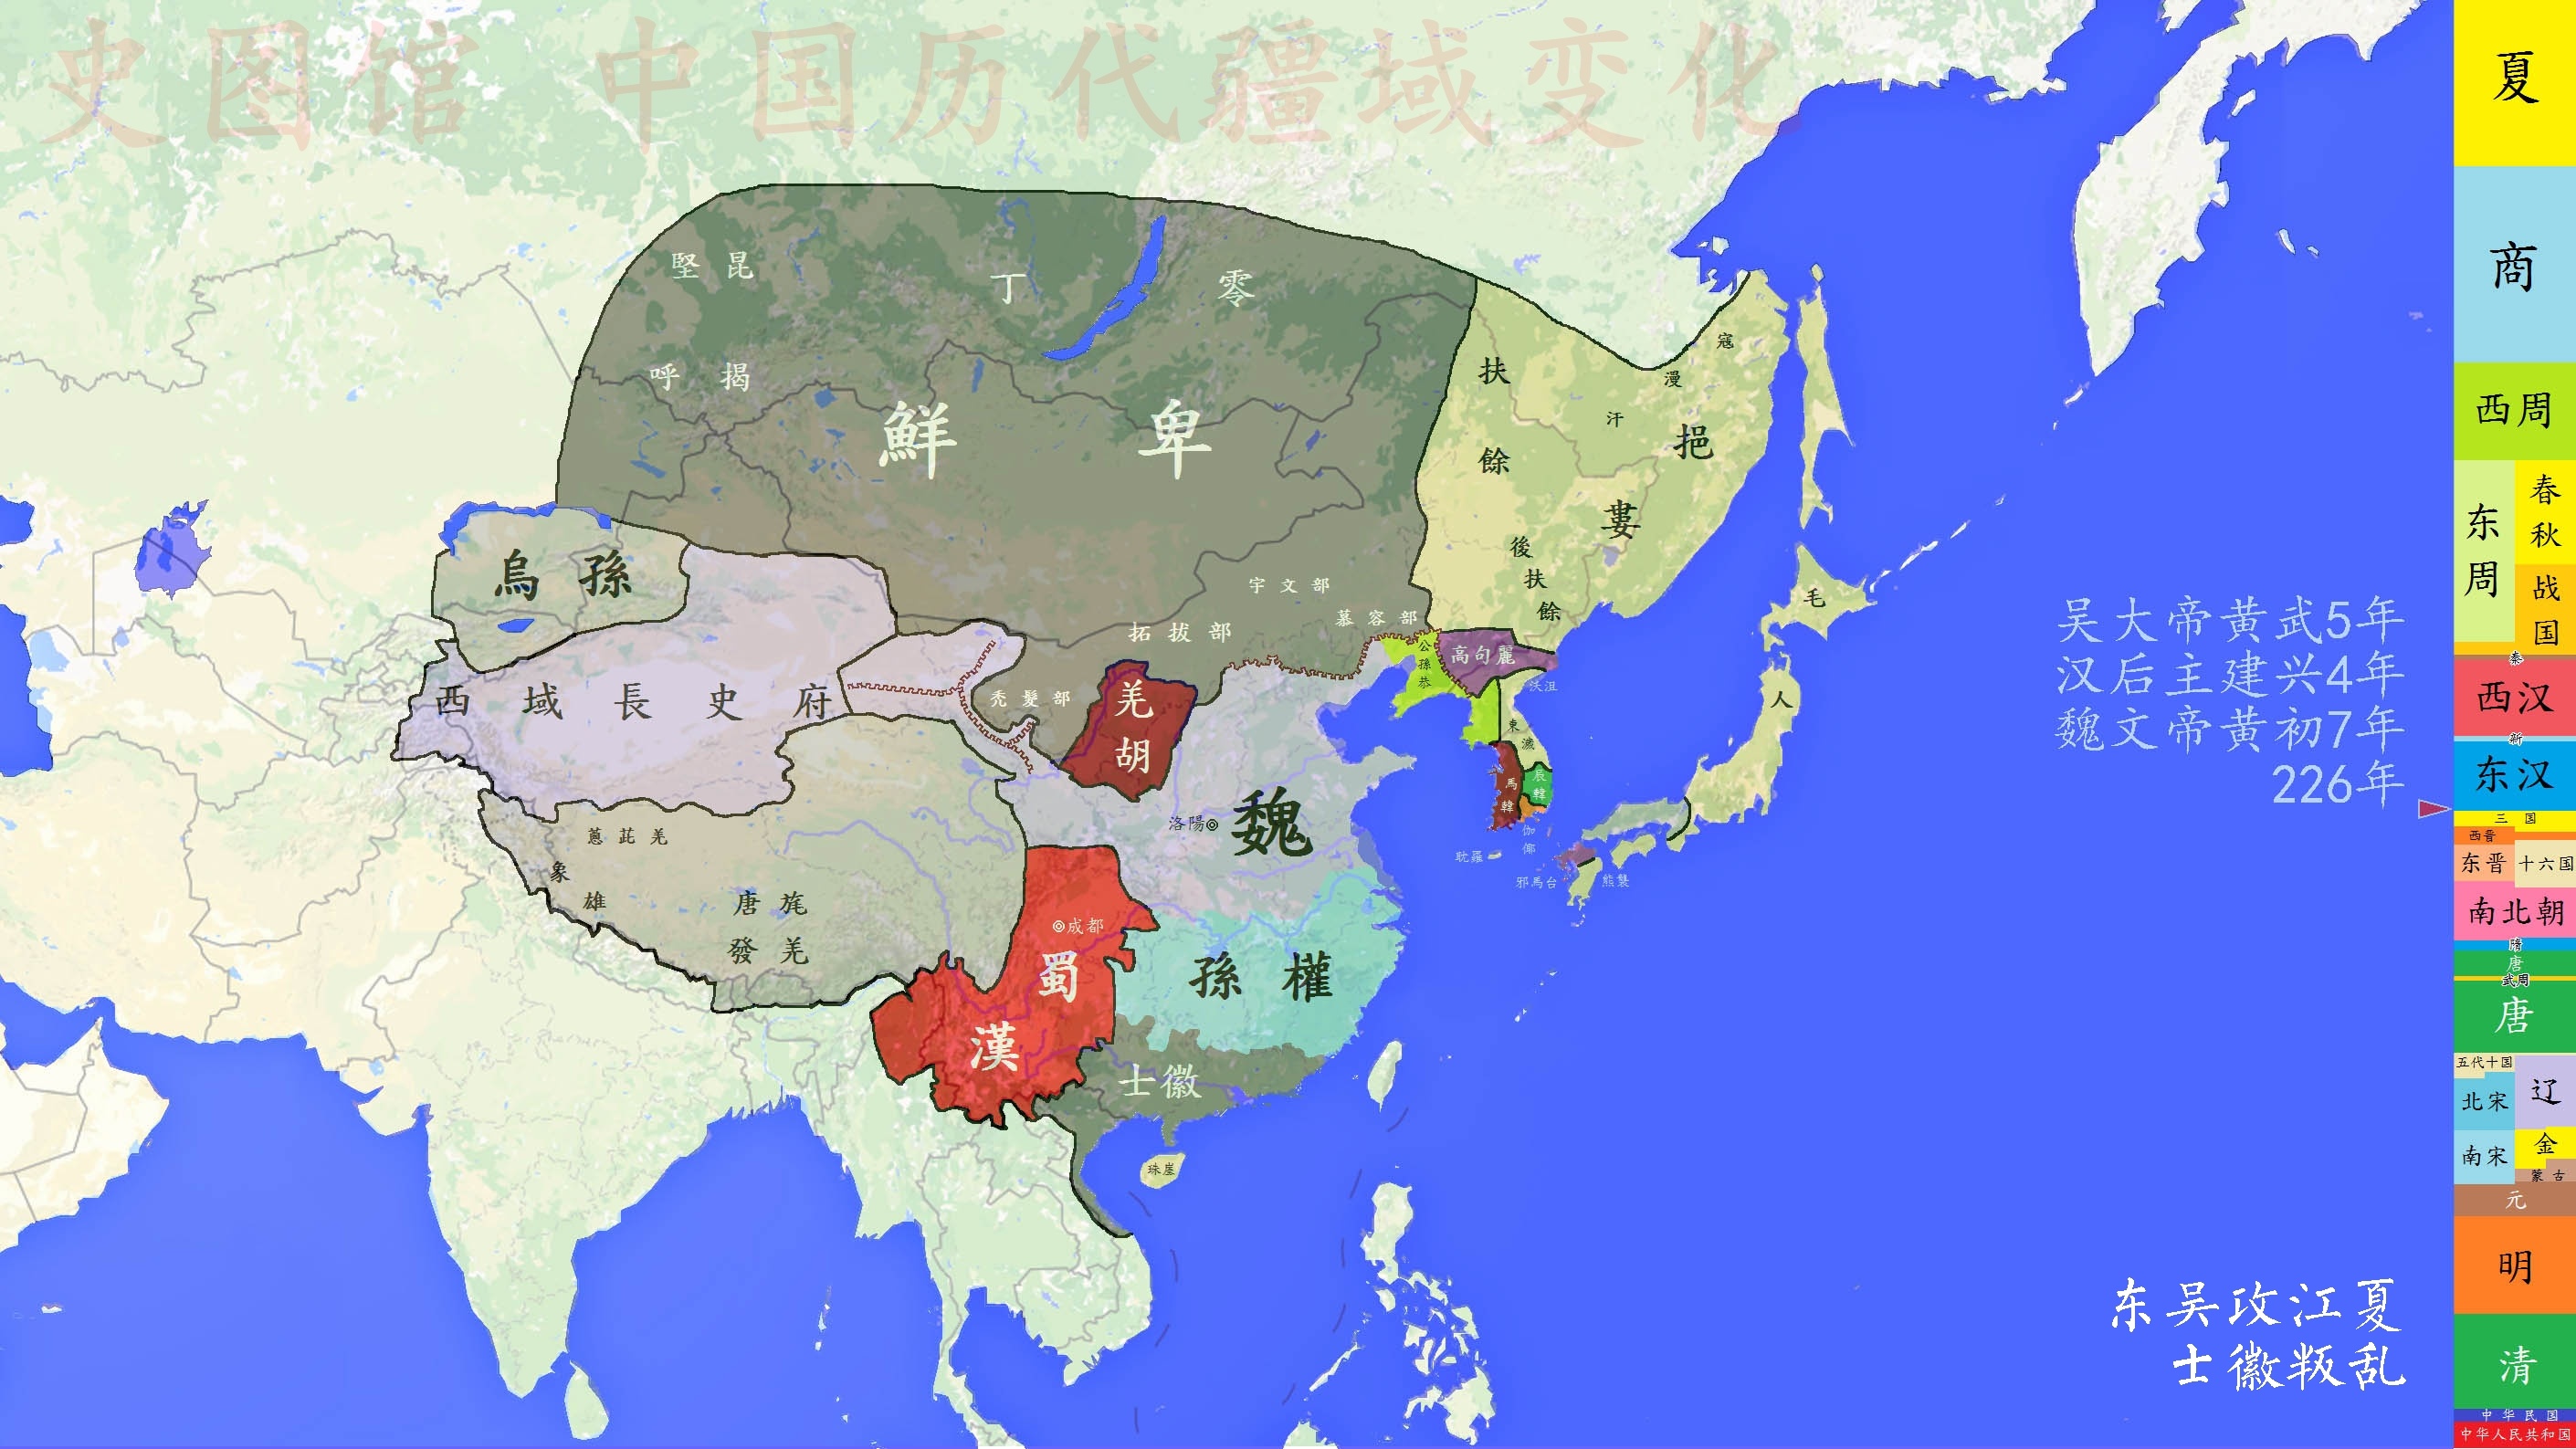 史图馆 中国历代疆域变化
堅昆
丁零
呼揭
鮮卑
扶餘
寇漫汗
挹婁
後扶餘
烏孫
宇文部
慕容部
拓拔部
毛人
公孫恭
高句麗
沃沮
西域長史府
禿髮部
羌胡
東濊
馬韓
辰韓
伽倻
耽羅
邪馬台
熊襲
洛陽
魏
蔥茈羌
象雄
唐旄
發羌
成都
蜀漢
孫權
士徽
珠崖
吴大帝黄武5年
汉后主建兴4年
魏文帝黄初7年
226年
东吴攻江夏
士徽叛乱
夏
商
西周
东周
春秋
战国
秦
西汉
新
东汉
三国
西晋
东晋
十六国
南北朝
隋
唐
武周
唐
五代十国
辽
北宋
南宋
金
蒙古
元
明
清
中华民国
中华人民共和国